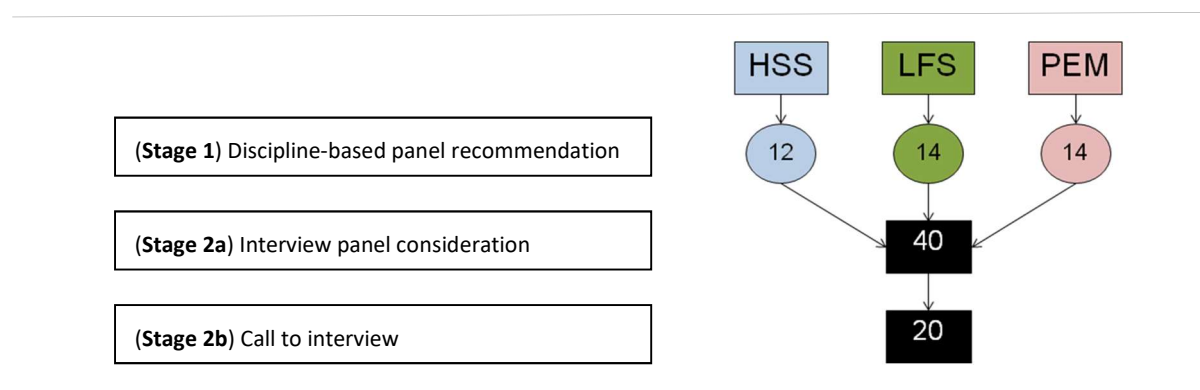 HSS LFS PEM
(Stage 1) Discipline-based panel recommendation
12 14 14
(Stage 2a) Interview panel consideration
40
(Stage 2b) Call to interview
20